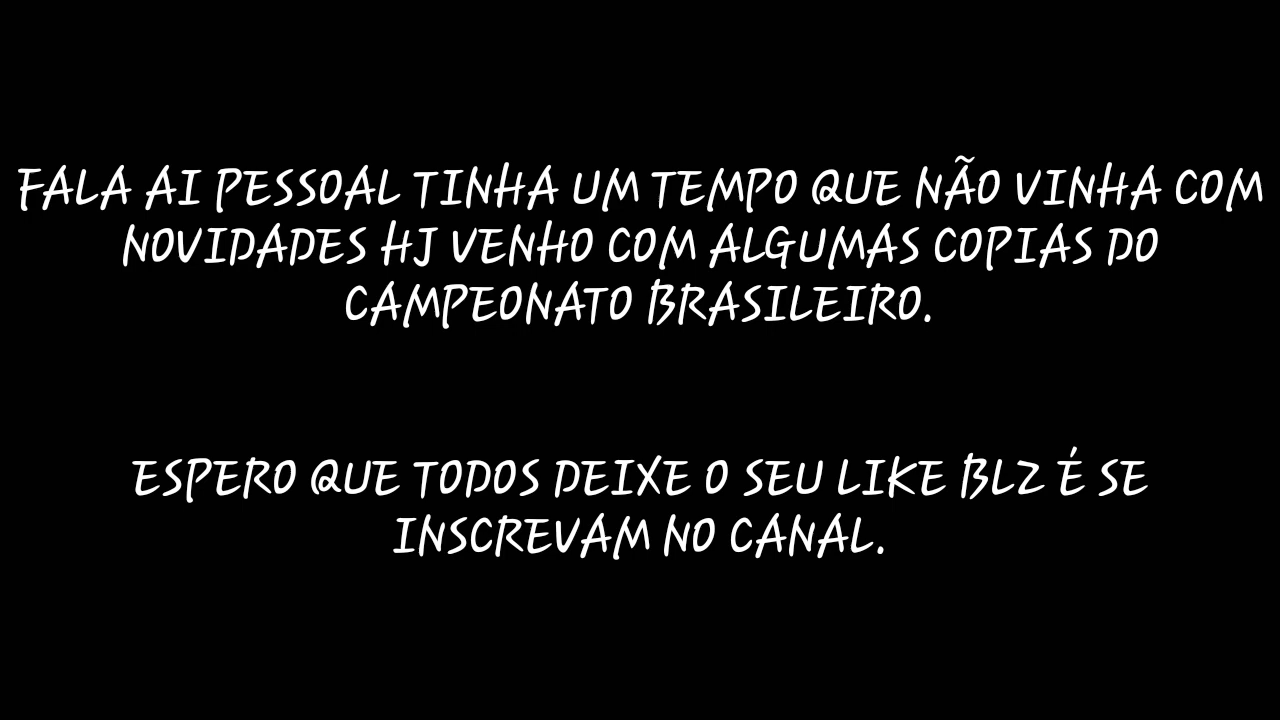 FALA AI PESSOAL TINHA UM TEMPO QUE NÃO VINHA COM
NOVIDADES HJ VENHO COM ALGUMAS COPIAS DO
CAMPEONATO BRASILEIRO.
ESPERO QUE TODOS DEIXE O SEU LIKE BLZ É SE
INSCREVAM NO CANAL.